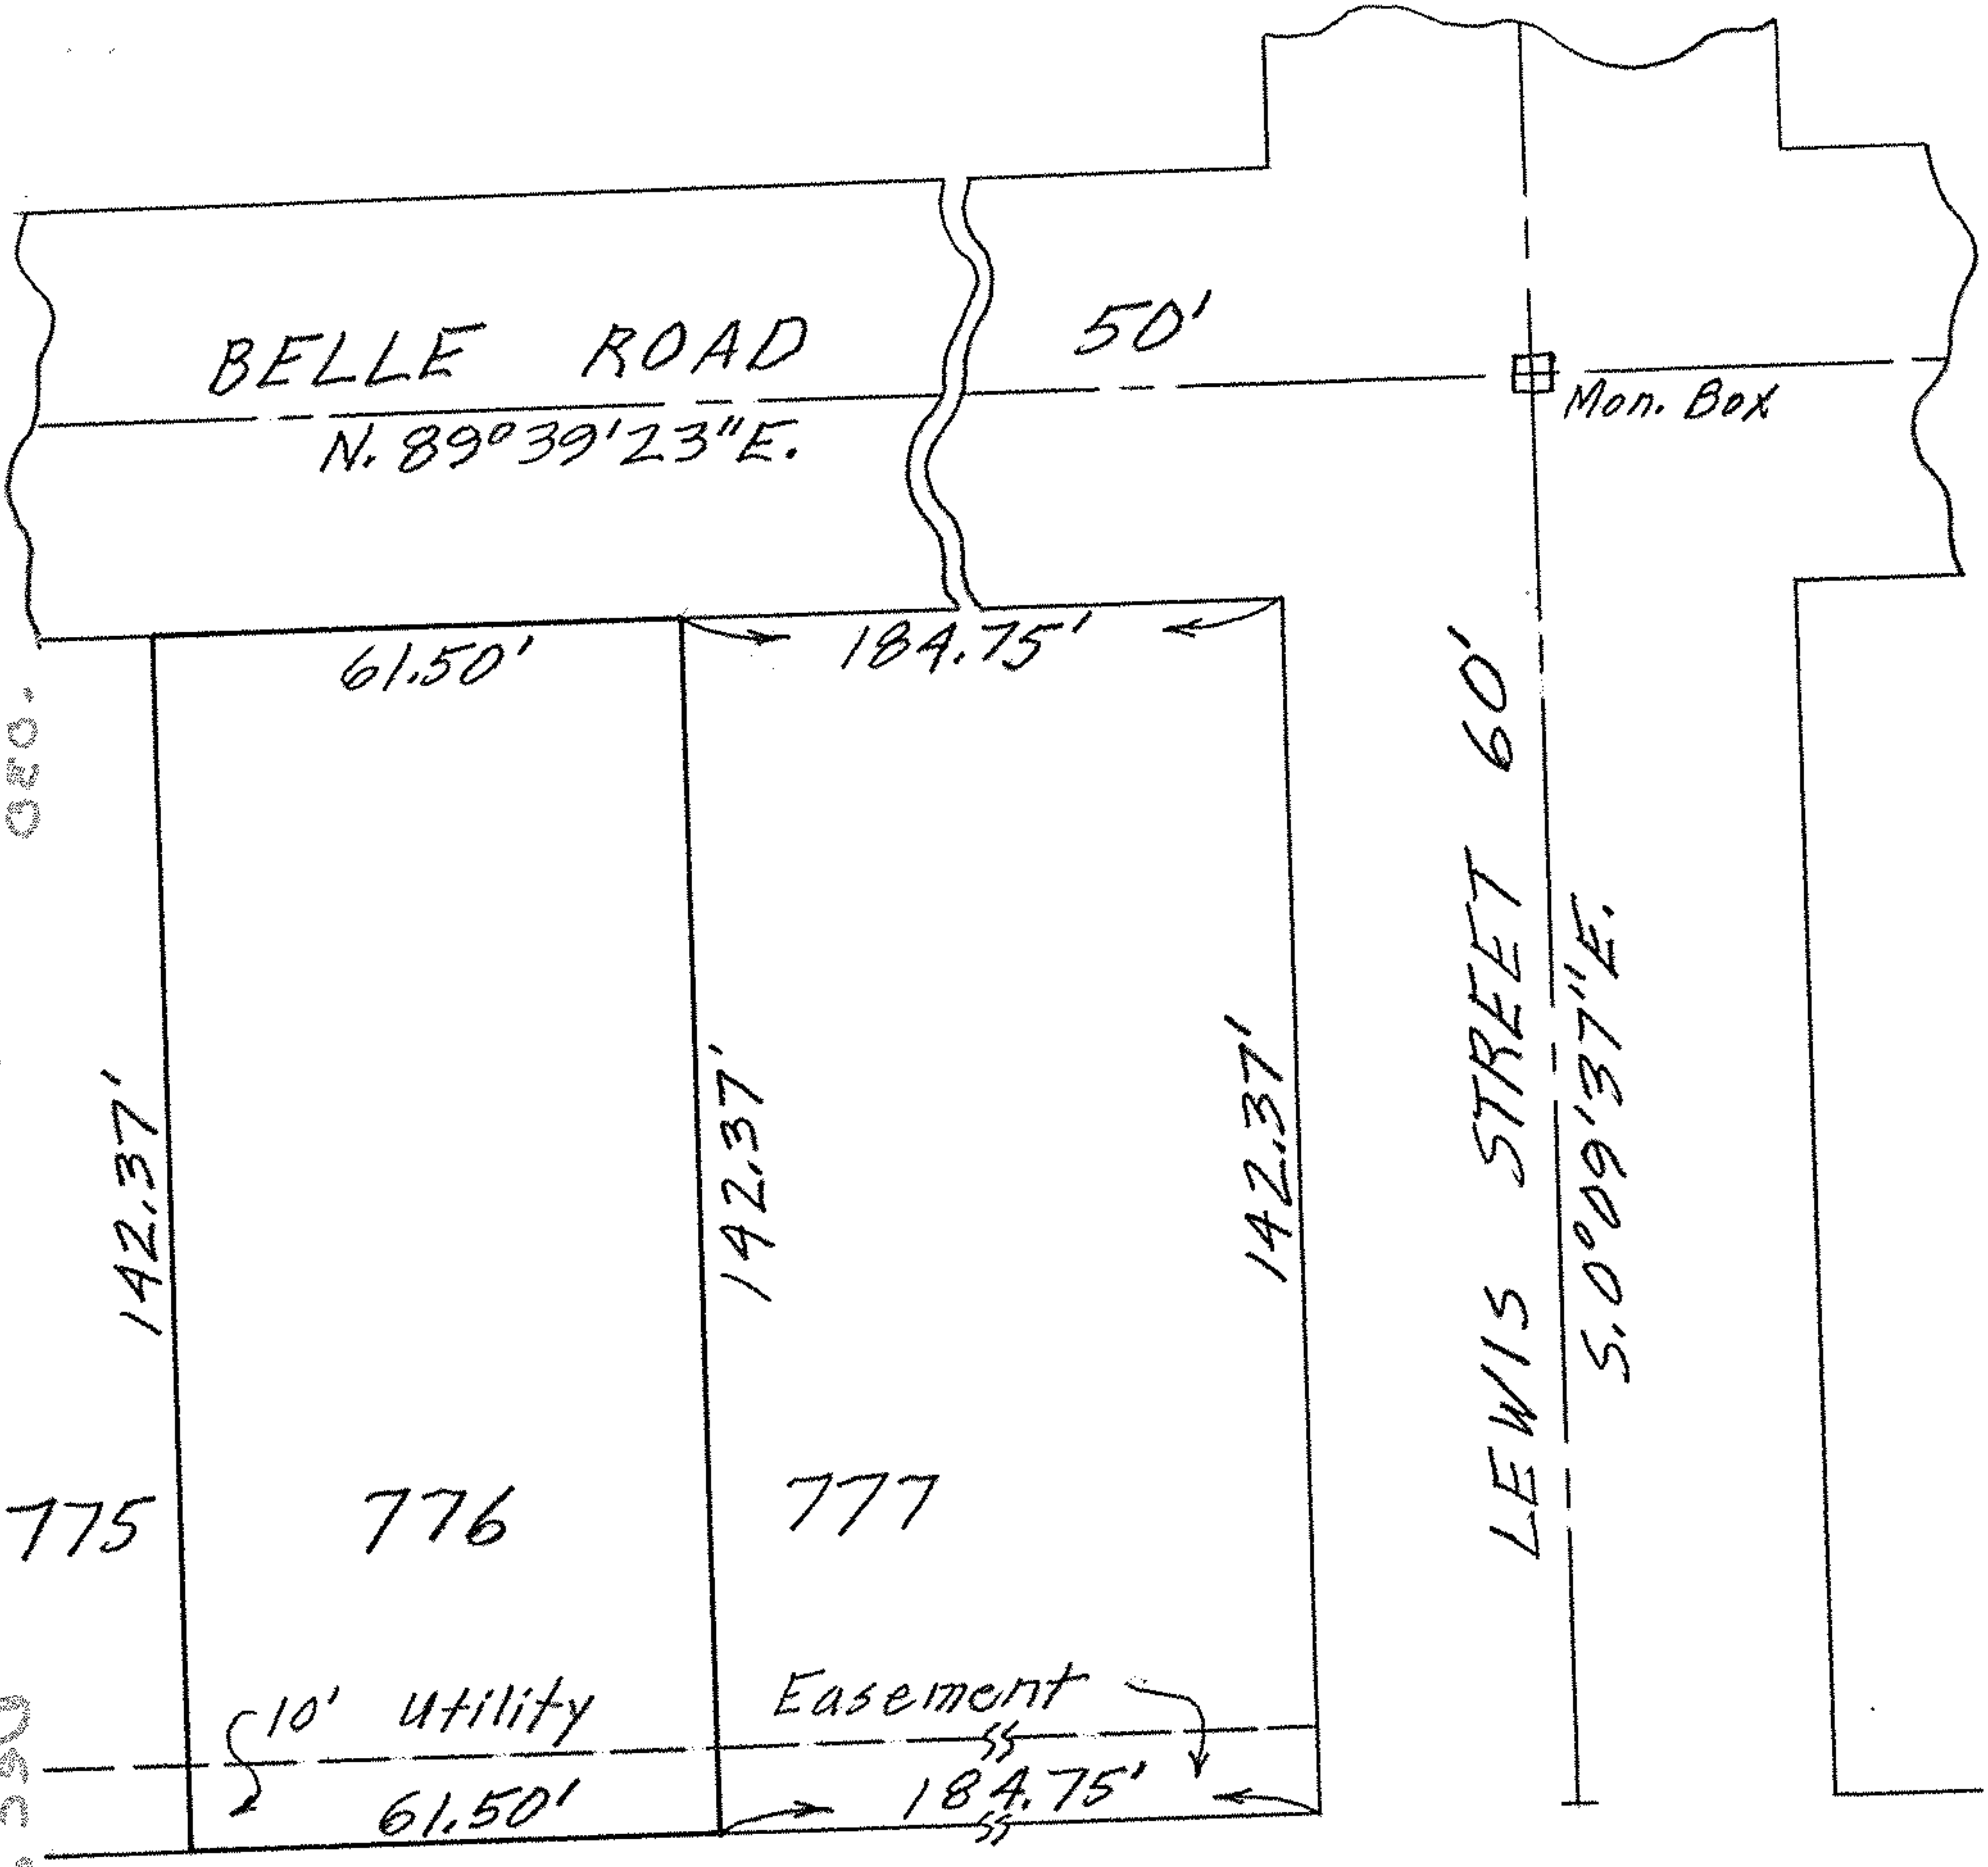 BELLE ROAD 50'
N. 89°39'23"E.
Mon. Box
61.50'
184.75'
LEWIS STREET 60'
S. 0°09'37"E.
142.37'
142.37'
142.37'
775
776
777
10' Utility Easement
61.50'
184.75'